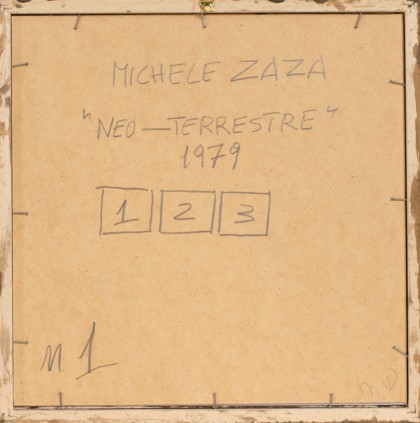 MICHELE ZAZA
"NEO—TERRESTRE"
1979
1 2 3
n. 1